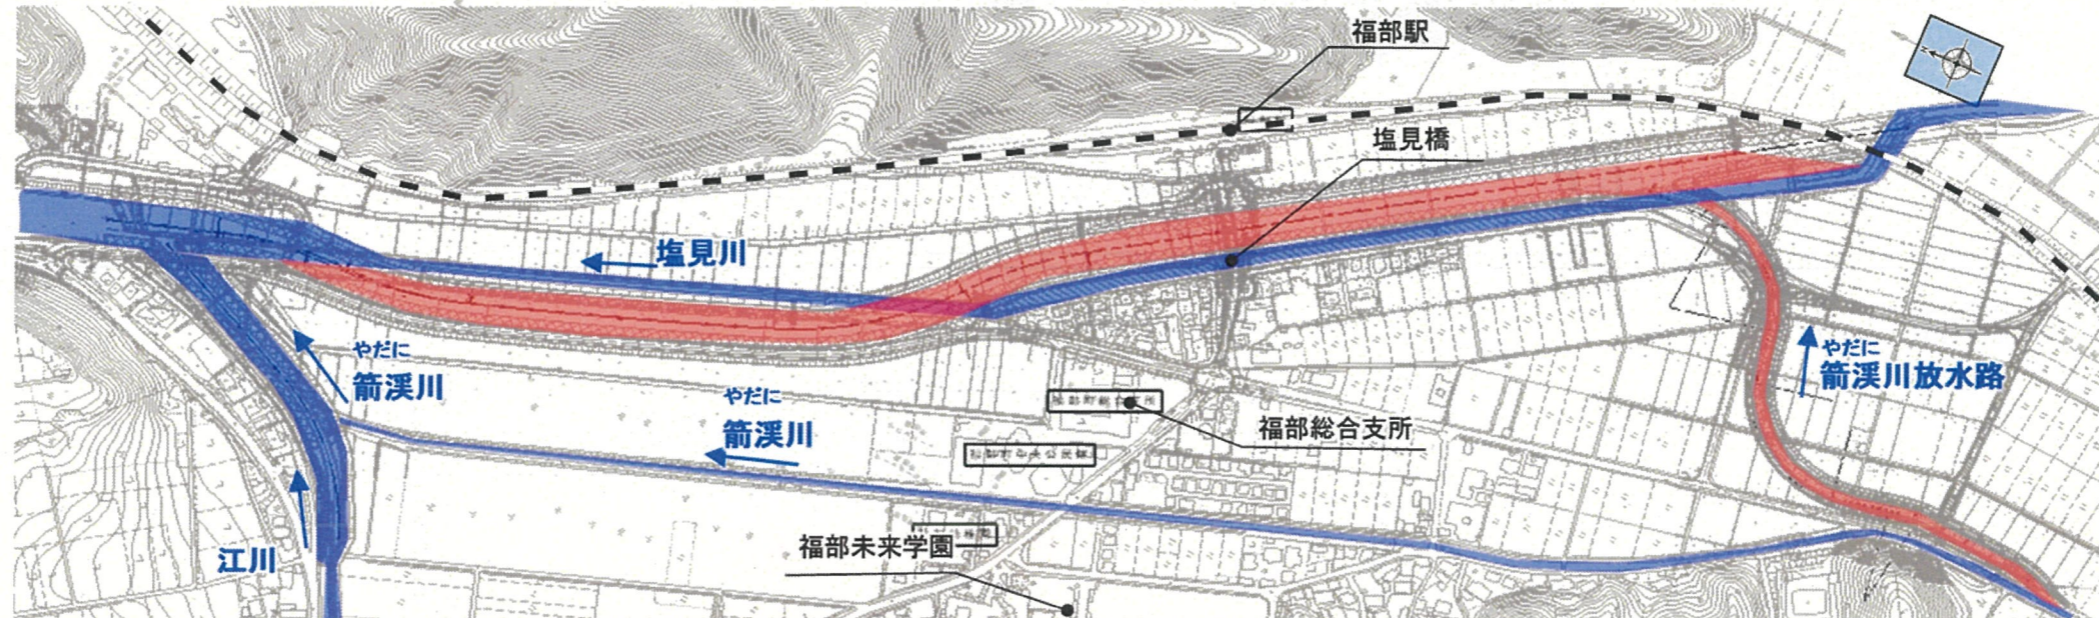 福部駅
塩見橋
塩見川
やだに
箭渓川
やだに
箭渓川
やだに
箭渓川放水路
福部総合支所
福部未来学園
江川